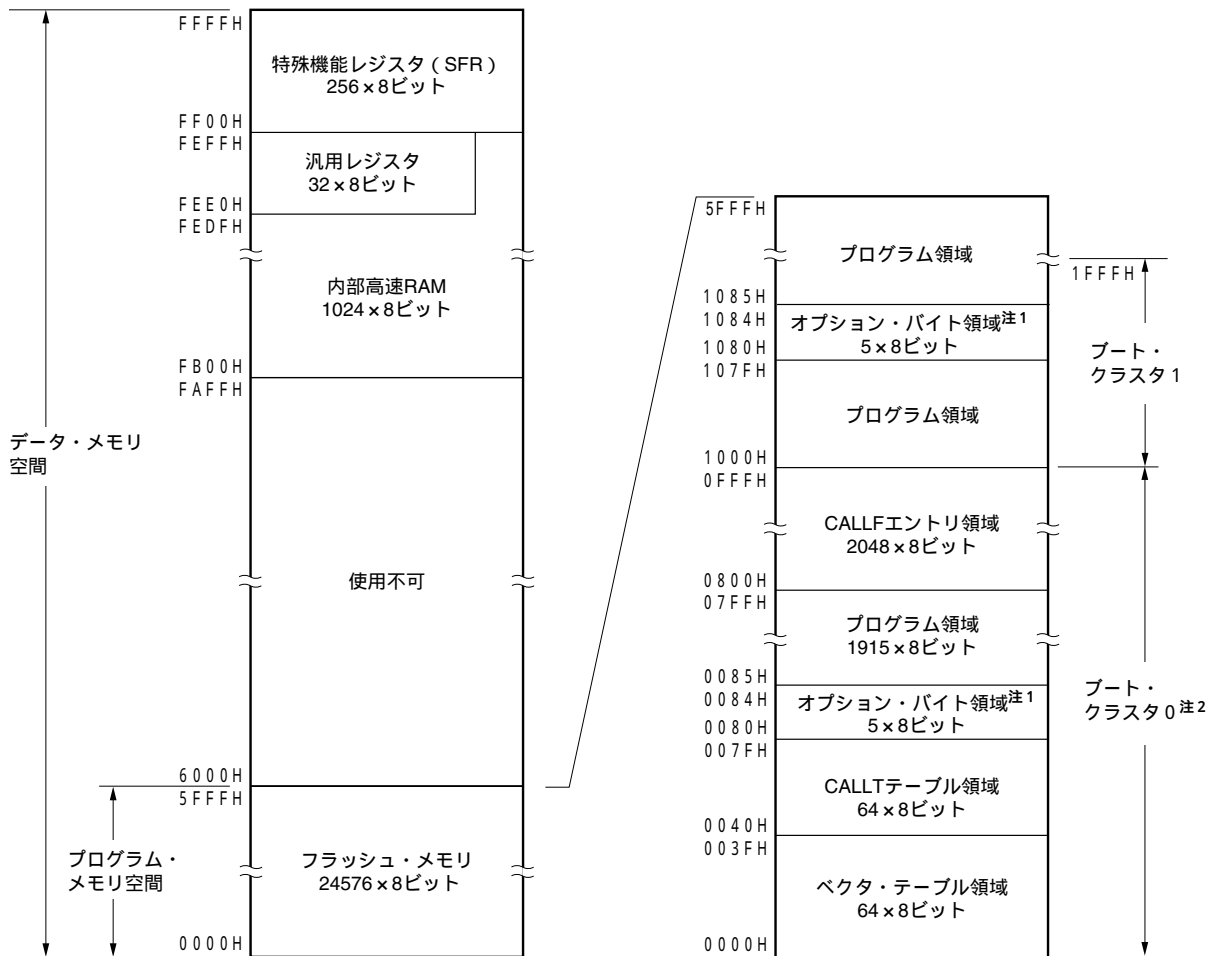 FFFFH
特殊機能レジスタ（SFR）
256×8ビット
FF00H
FEFFH
汎用レジスタ
32×8ビット
FEE0H
FEDFH
内部高速RAM
1024×8ビット
FB00H
FAFFH
データ・メモリ
空間
使用不可
6000H
5FFFH
プログラム・
メモリ空間
フラッシュ・メモリ
24576×8ビット
0000H
5FFFH
プログラム領域
1FFFH
1085H
1084H
オプション・バイト領域注1
5×8ビット
1080H
107FH
ブート・
クラスタ1
プログラム領域
1000H
0FFFH
CALLFエントリ領域
2048×8ビット
0800H
07FFH
プログラム領域
1915×8ビット
0085H
0084H
オプション・バイト領域注1
5×8ビット
0080H
007FH
ブート・
クラスタ0注2
CALLTテーブル領域
64×8ビット
0040H
003FH
ベクタ・テーブル領域
64×8ビット
0000H